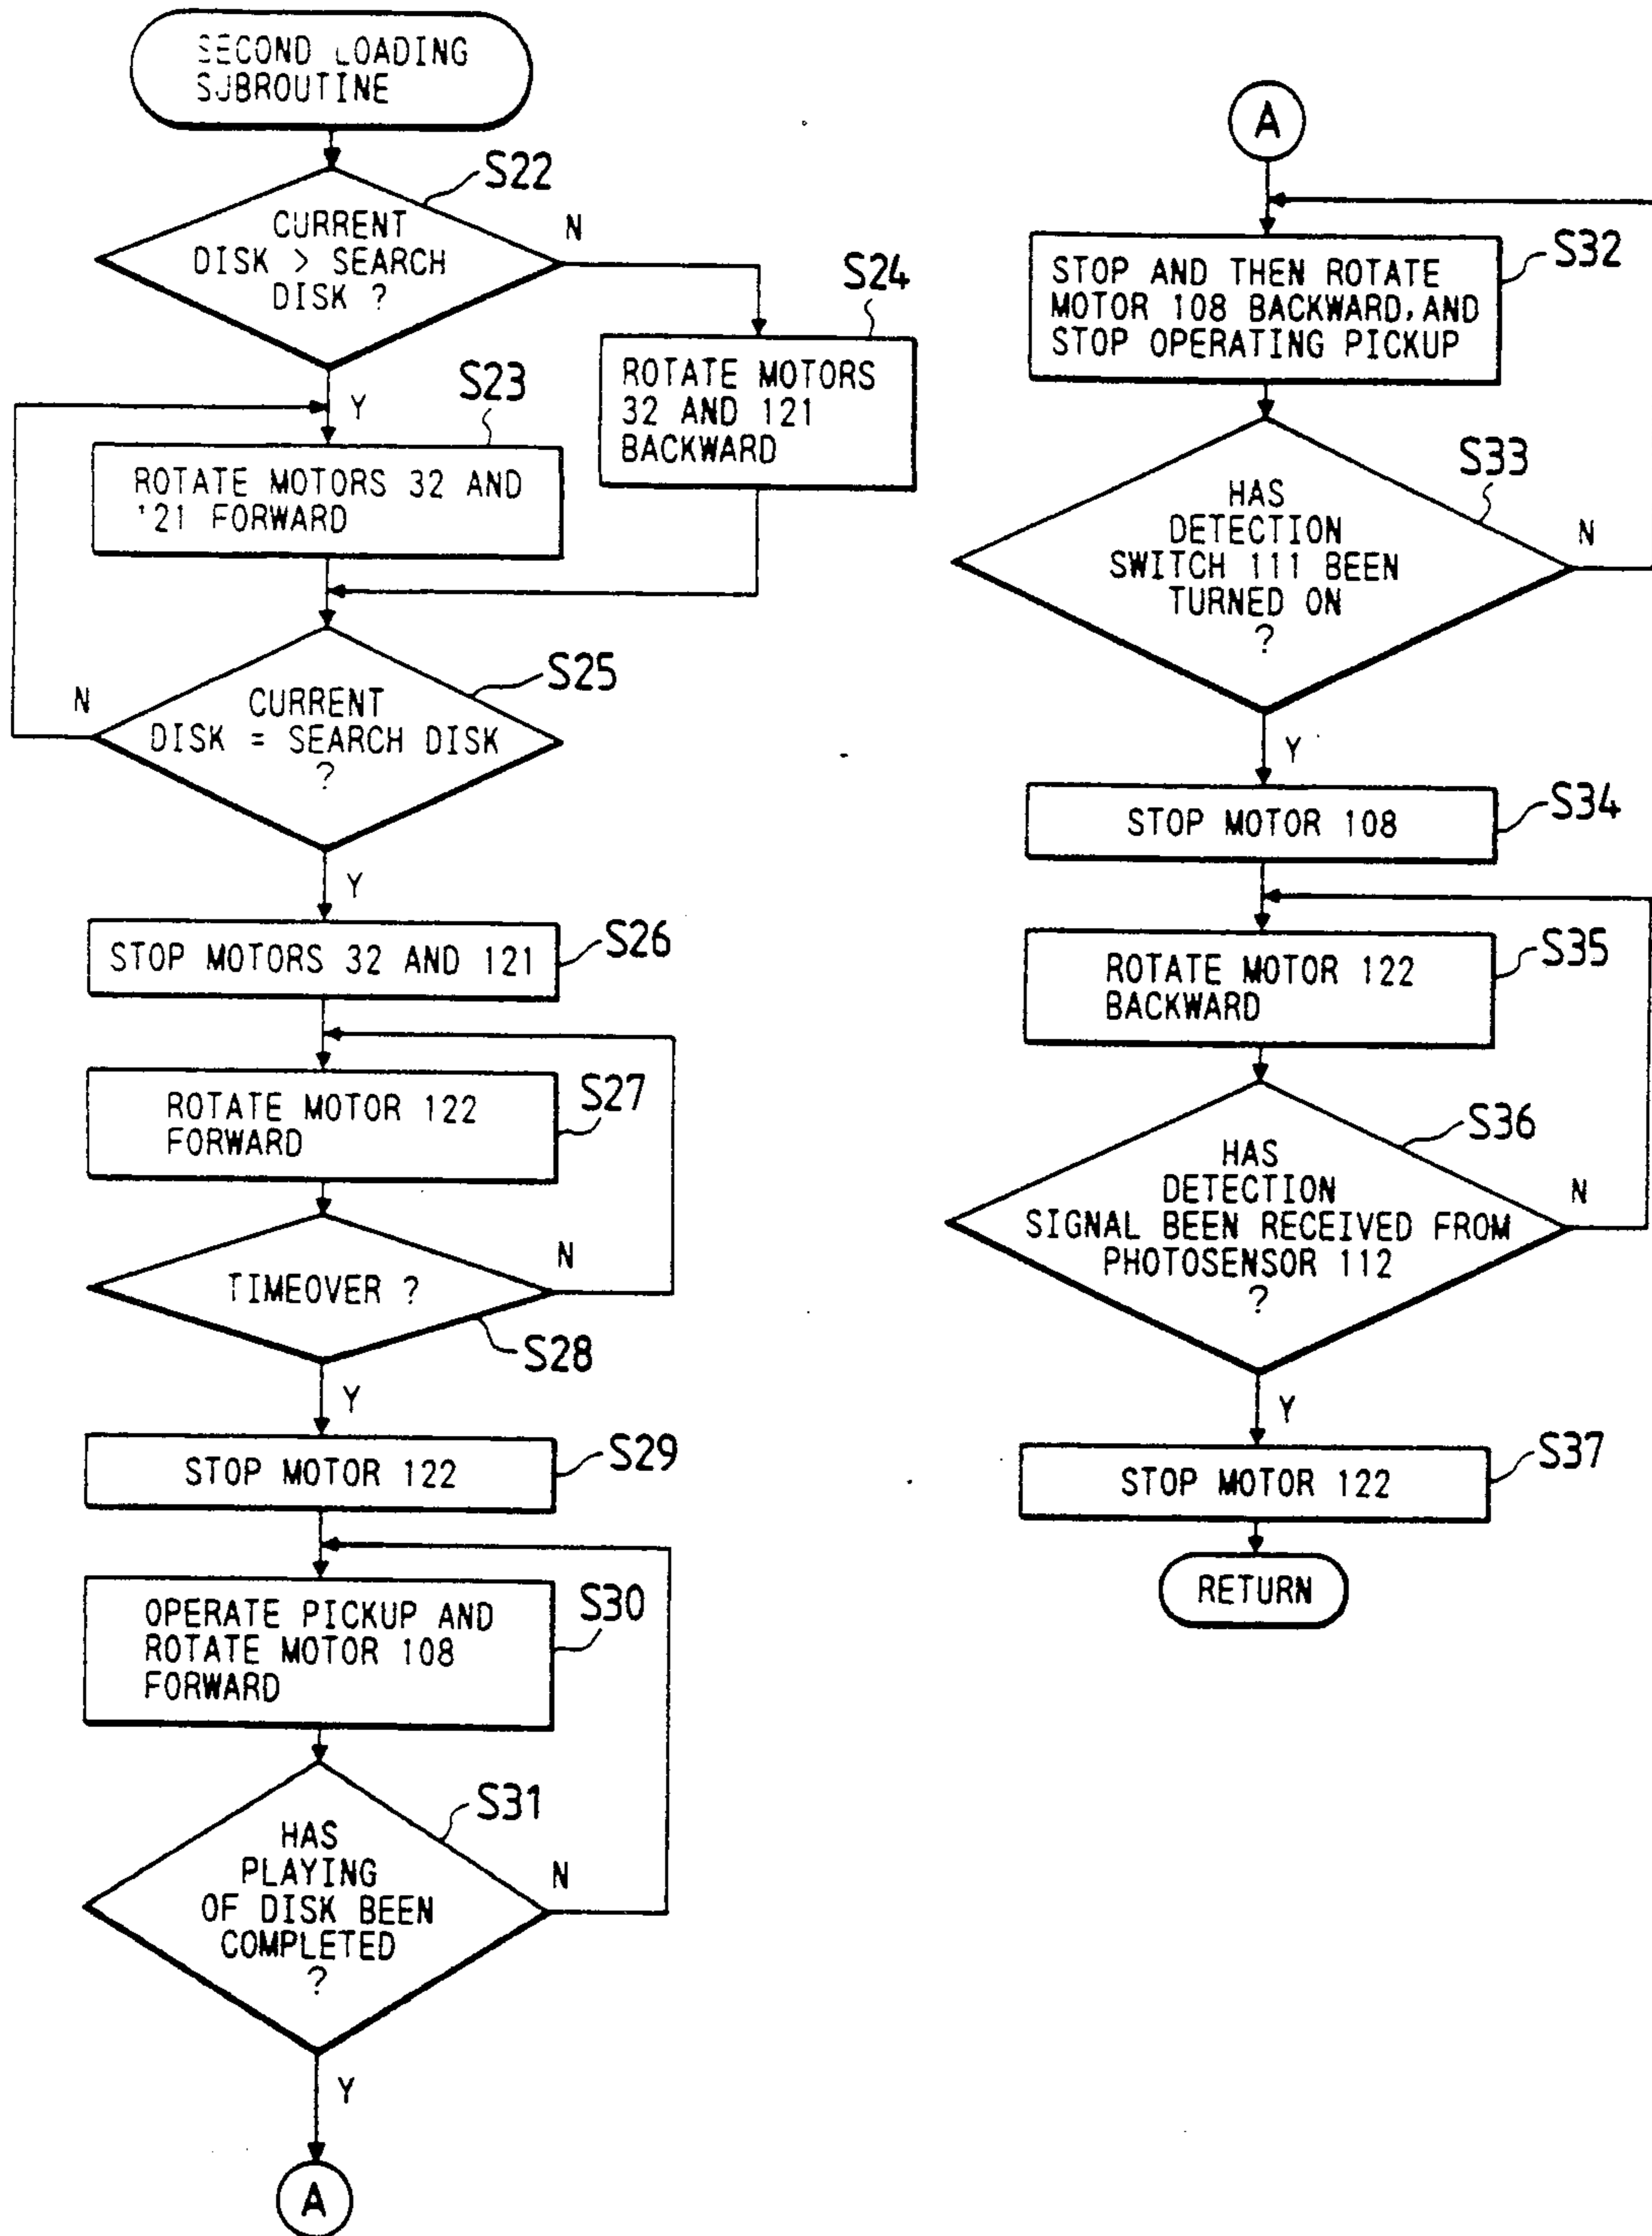 SECOND LOADING
SUBROUTINE
S22
CURRENT
DISK > SEARCH
DISK ?
N
Y
S23
ROTATE MOTORS 32 AND
121 FORWARD
S24
ROTATE MOTORS
32 AND 121
BACKWARD
S25
CURRENT
DISK = SEARCH DISK
?
N
Y
S26
STOP MOTORS 32 AND 121
S27
ROTATE MOTOR 122
FORWARD
TIMEOVER ?
N
S28
Y
S29
STOP MOTOR 122
S30
OPERATE PICKUP AND
ROTATE MOTOR 108
FORWARD
S31
HAS
PLAYING
OF DISK BEEN
COMPLETED
?
N
Y
A
A
S32
STOP AND THEN ROTATE
MOTOR 108 BACKWARD, AND
STOP OPERATING PICKUP
S33
HAS
DETECTION
SWITCH 111 BEEN
TURNED ON
?
N
Y
S34
STOP MOTOR 108
S35
ROTATE MOTOR 122
BACKWARD
S36
HAS
DETECTION
SIGNAL BEEN RECEIVED FROM
PHOTOSENSOR 112
?
N
Y
S37
STOP MOTOR 122
RETURN